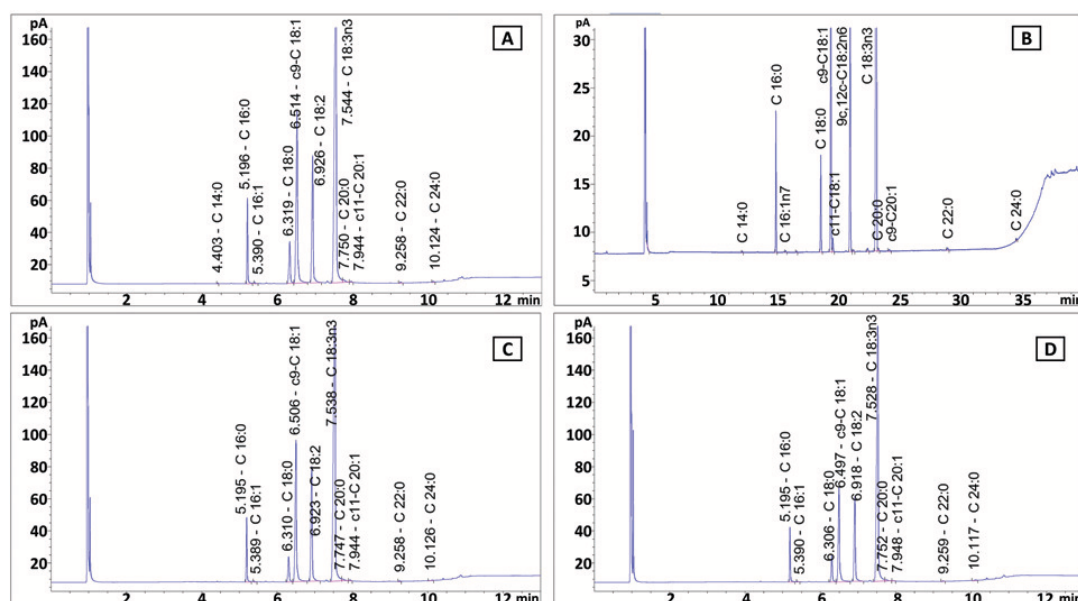 pA
160
140
120
100
80
60
40
20
2
4
6
8
10
12 min
A
4.403 - C 14:0
5.196 - C 16:0
5.390 - C 16:1
6.319 - C 18:0
6.514 - c9-C 18:1
6.926 - C 18:2
7.544 - C 18:3n3
7.750 - C 20:0
7.944 - c11-C 20:1
9.258 - C 22:0
10.124 - C 24:0
pA
30
25
20
15
10
5
5
10
15
20
25
30
35
min
B
C 14:0
C 16:0
C 16:1n7
C 18:0
c9-C18:1
c11-C18:1
9c,12c-C18:2n6
C 18:3n3
C 20:0
c9-C20:1
C 22:0
C 24:0
pA
160
140
120
100
80
60
40
20
2
4
6
8
10
12 min
C
5.195 - C 16:0
5.389 - C 16:1
6.310 - C 18:0
6.506 - c9-C 18:1
6.923 - C 18:2
7.538 - C 18:3n3
7.747 - C 20:0
7.944 - c11-C 20:1
9.258 - C 22:0
10.126 - C 24:0
pA
160
140
120
100
80
60
40
20
2
4
6
8
10
12 min
D
5.195 - C 16:0
5.390 - C 16:1
6.306 - C 18:0
6.497 - c9-C 18:1
6.918 - C 18:2
7.528 - C 18:3n3
7.752 - C 20:0
7.948 - c11-C 20:1
9.259 - C 22:0
10.117 - C 24:0